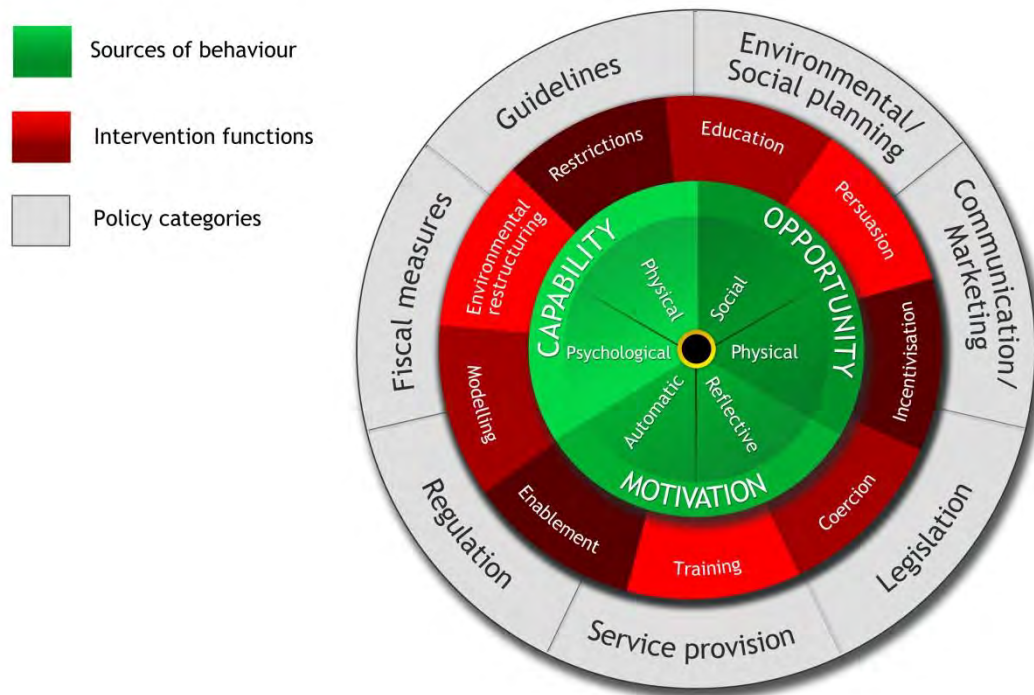 Sources of behaviour
Intervention functions
Policy categories
Guidelines
Environmental/
Social planning
Communication/
Marketing
Legislation
Service provision
Regulation
Fiscal measures
Restrictions
Education
Persuasion
Incentivisation
Coercion
Training
Enablement
Modelling
Environmental
restructuring
CAPABILITY
OPPORTUNITY
MOTIVATION
Physical
Social
Psychological
Physical
Automatic
Reflective